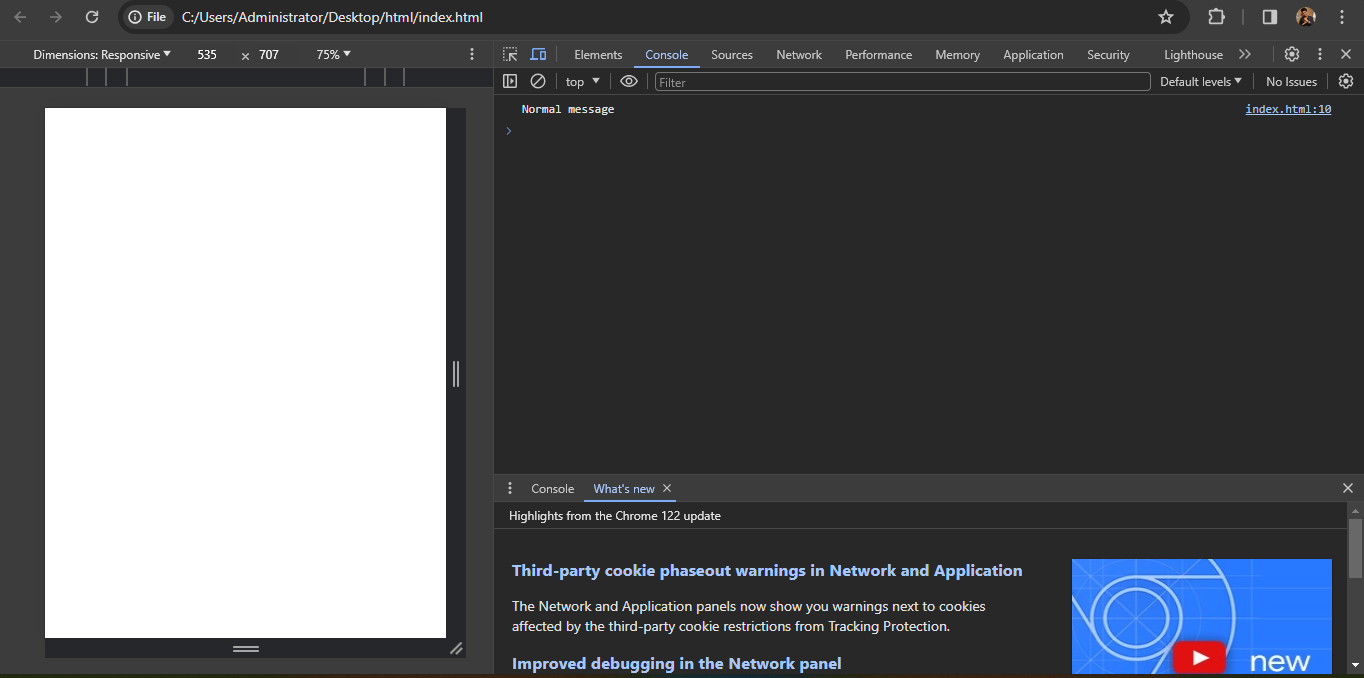 File C:/Users/Administrator/Desktop/html/index.html
Dimensions: Responsive 535 × 707 75%
Elements Console Sources Network Performance Memory Application Security Lighthouse
top Filter Default levels No Issues
Normal message index.html:10
Console What's new
Highlights from the Chrome 122 update
Third-party cookie phaseout warnings in Network and Application
The Network and Application panels now show you warnings next to cookies
affected by the third-party cookie restrictions from Tracking Protection.
Improved debugging in the Network panel
new